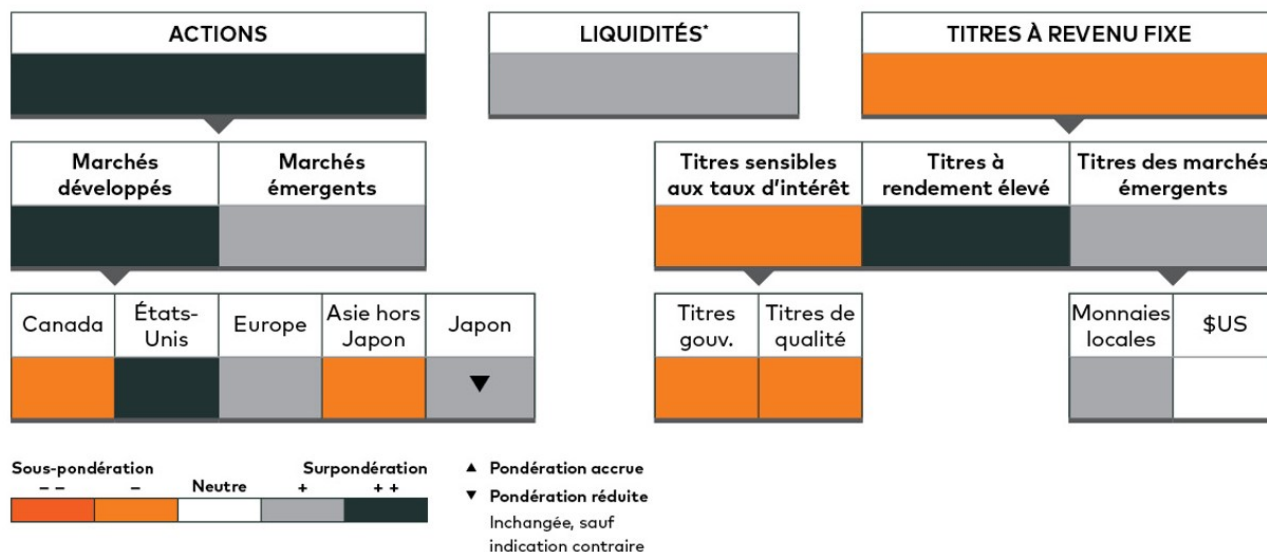 ACTIONS
LIQUIDITÉS*
TITRES À REVENU FIXE
Marchés
développés
Marchés
émergents
Titres sensibles
aux taux d'intérêt
Titres à
rendement élevé
Titres des marchés
émergents
Canada
États-
Unis
Europe
Asie hors
Japon
Japon
▼
Titres
gouv.
Titres de
qualité
Monnaies
locales
$US
Sous-pondération
Surpondération
– –
–
Neutre
+
+ +
▲ Pondération accrue
▼ Pondération réduite
Inchangée, sauf
indication contraire